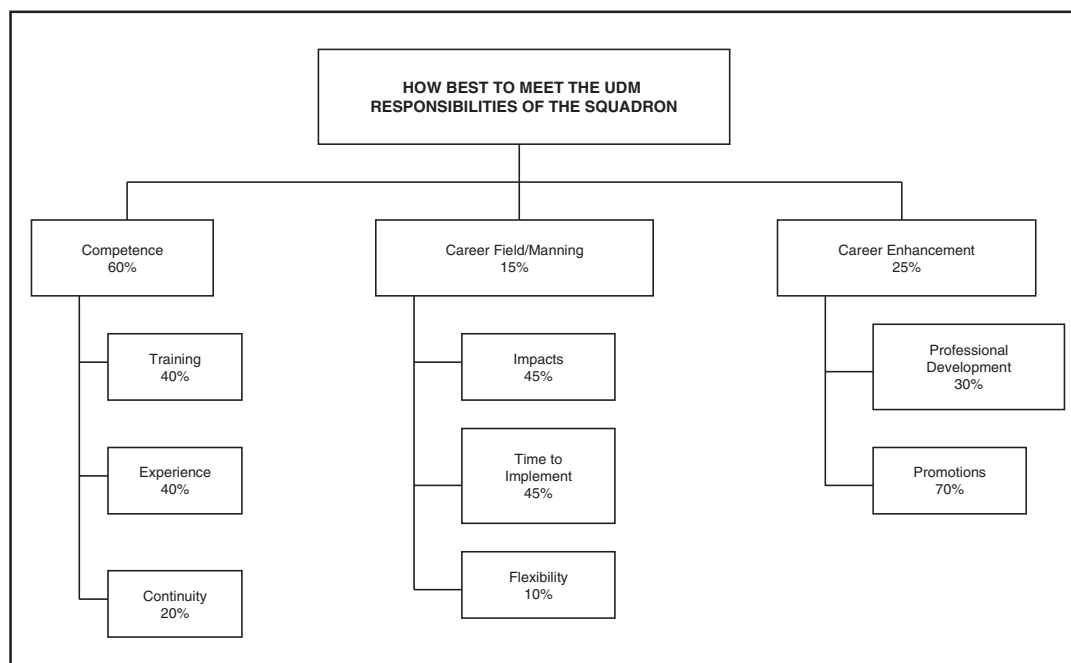 HOW BEST TO MEET THE UDM
RESPONSIBILITIES OF THE SQUADRON
Competence
60%
Career Field/Manning
15%
Career Enhancement
25%
Training
40%
Experience
40%
Continuity
20%
Impacts
45%
Time to
Implement
45%
Flexibility
10%
Professional
Development
30%
Promotions
70%